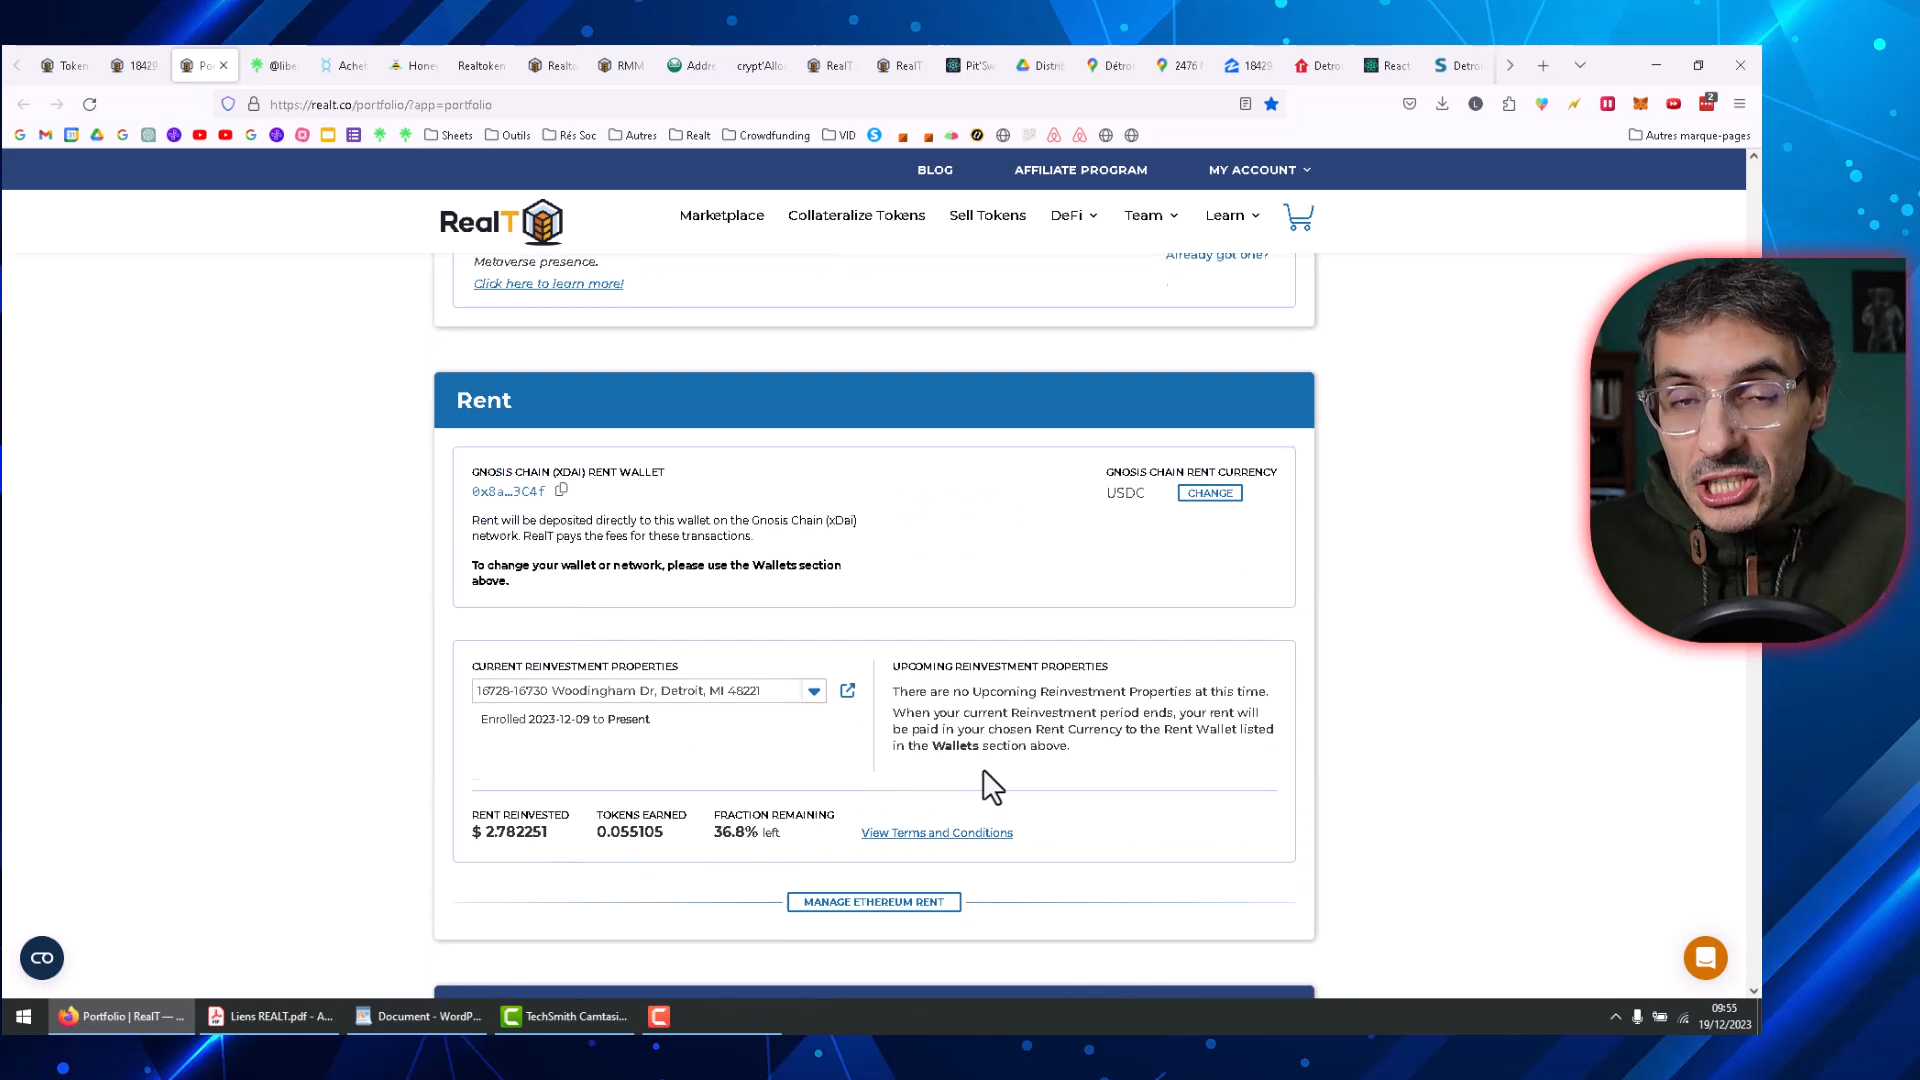 Token
18429
Po
@libe
Achet
Hone
Realtoken
Realto
RMM
Addre
crypt'Allo
RealT
RealT
Pit'Sw
Distrib
Détro
2476
18429
Detro
React
Detro
https://realt.co/portfolio/?app=portfolio
2
Sheets
Outils
Rés Soc
Autres
Realt
Crowdfunding
VID
Autres marque-pages
BLOG
AFFILIATE PROGRAM
MY ACCOUNT
RealT
Marketplace
Collateralize Tokens
Sell Tokens
DeFi
Team
Learn
Metaverse presence.
Click here to learn more!
Already got one?
Rent
GNOSIS CHAIN (XDAI) RENT WALLET
0x8a...3C4f
Rent will be deposited directly to this wallet on the Gnosis Chain (xDai)
network. RealT pays the fees for these transactions.
To change your wallet or network, please use the Wallets section
above.
GNOSIS CHAIN RENT CURRENCY
USDC
CHANGE
CURRENT REINVESTMENT PROPERTIES
16728-16730 Woodingham Dr, Detroit, MI 48221
Enrolled 2023-12-09 to Present
UPCOMING REINVESTMENT PROPERTIES
There are no Upcoming Reinvestment Properties at this time.
When your current Reinvestment period ends, your rent will
be paid in your chosen Rent Currency to the Rent Wallet listed
in the Wallets section above.
RENT REINVESTED
$ 2.782251
TOKENS EARNED
0.055105
FRACTION REMAINING
36.8% left
View Terms and Conditions
MANAGE ETHEREUM RENT
Portfolio | RealT — ...
Liens REALT.pdf - A...
Document - WordP...
TechSmith Camtasi...
09:55
19/12/2023